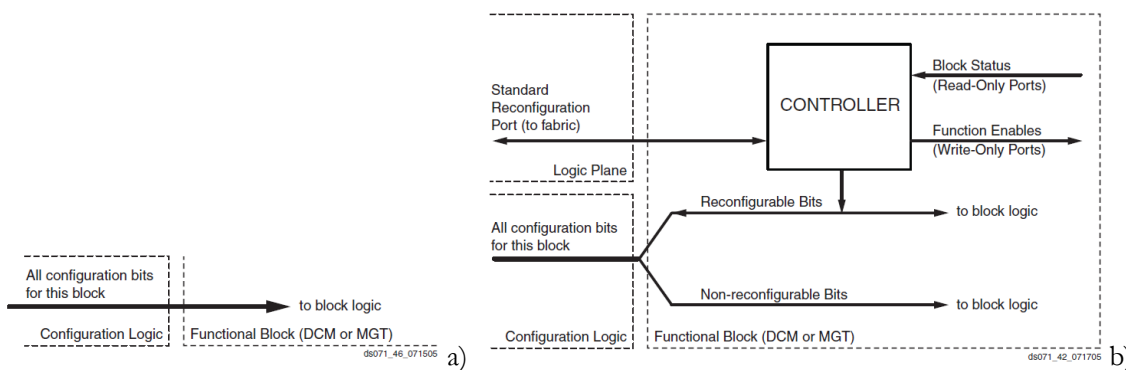 All configuration bits
for this block
to block logic
Configuration Logic
Functional Block (DCM or MGT)
ds071_46_071505
a)
Standard
Reconfiguration
Port (to fabric)
Logic Plane
CONTROLLER
Block Status
(Read-Only Ports)
Function Enables
(Write-Only Ports)
Reconfigurable Bits
to block logic
All configuration bits
for this block
Non-reconfigurable Bits
to block logic
Configuration Logic
Functional Block (DCM or MGT)
ds071_42_071705
b)